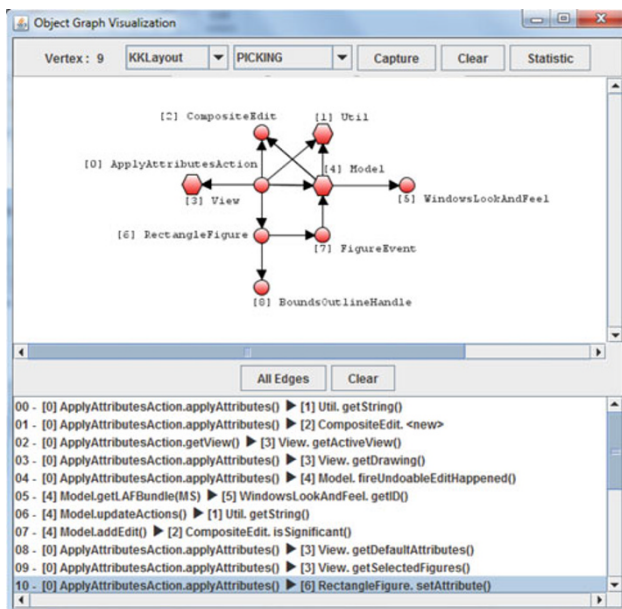 Object Graph Visualization
Vertex : 9 KKLayout PICKING Capture Clear Statistic
[2] CompositeEdit [1] Util
[0] ApplyAttributesAction [4] Model
[3] View [5] WindowsLookAndFeel
[6] RectangleFigure
[7] FigureEvent
[8] BoundsOutlineHandle
All Edges Clear
00 - [0] ApplyAttributesAction.applyAttributes() ▶ [1] Util. getString()
01 - [0] ApplyAttributesAction.applyAttributes() ▶ [2] CompositeEdit. <new>
02 - [0] ApplyAttributesAction.getView() ▶ [3] View. getActiveView()
03 - [0] ApplyAttributesAction.applyAttributes() ▶ [3] View. getDrawing()
04 - [0] ApplyAttributesAction.applyAttributes() ▶ [4] Model. fireUndoableEditHappened()
05 - [4] Model.getLAFBundle(MS) ▶ [5] WindowsLookAndFeel. getID()
06 - [4] Model.updateActions() ▶ [1] Util. getString()
07 - [4] Model.addEdit() ▶ [2] CompositeEdit. isSignificant()
08 - [0] ApplyAttributesAction.applyAttributes() ▶ [3] View. getDefaultAttributes()
09 - [0] ApplyAttributesAction.applyAttributes() ▶ [3] View. getSelectedFigures()
10 - [0] ApplyAttributesAction.applyAttributes() ▶ [6] RectangleFigure. setAttribute()